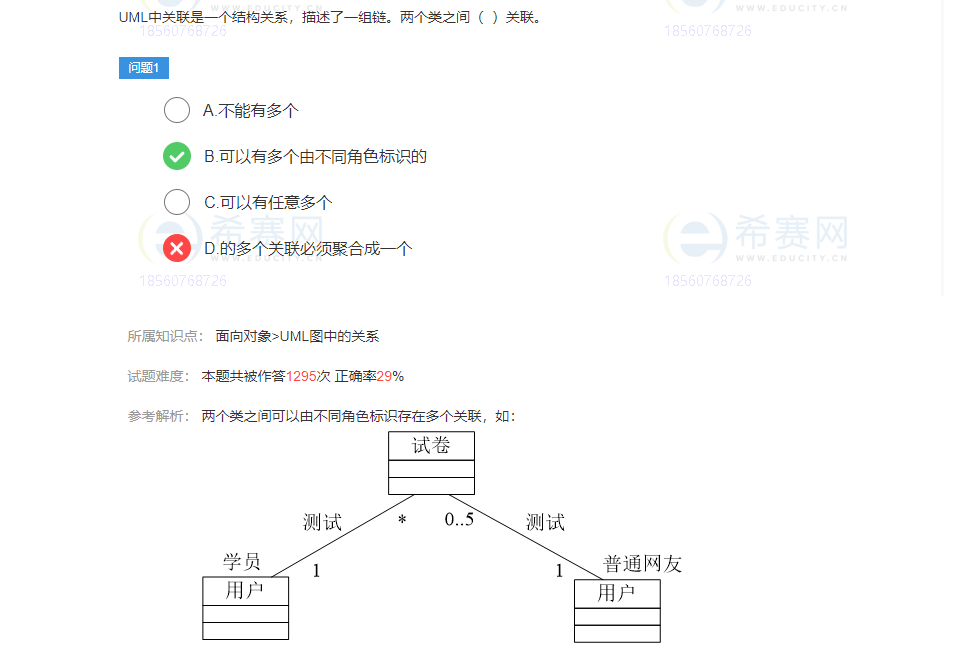 WWW.EDUCITY.CN
WWW.EDUCITY.CN
UML中关联是一个结构关系，描述了一组链。两个类之间（ ）关联。
18560768726
18560768726
问题1
A.不能有多个
B.可以有多个由不同角色标识的
C.可以有任意多个
希赛网
希赛网
D.的多个关联必须聚合成一个
WWW.EDUCITY.CN
WWW.EDUCITY.CN
18560768726
18560768726
所属知识点： 面向对象>UML图中的关系
试题难度： 本题共被作答1295次 正确率29%
参考解析： 两个类之间可以由不同角色标识存在多个关联，如：
试卷
测试 * 0..5 测试
学员 1 1 普通网友
用户 用户